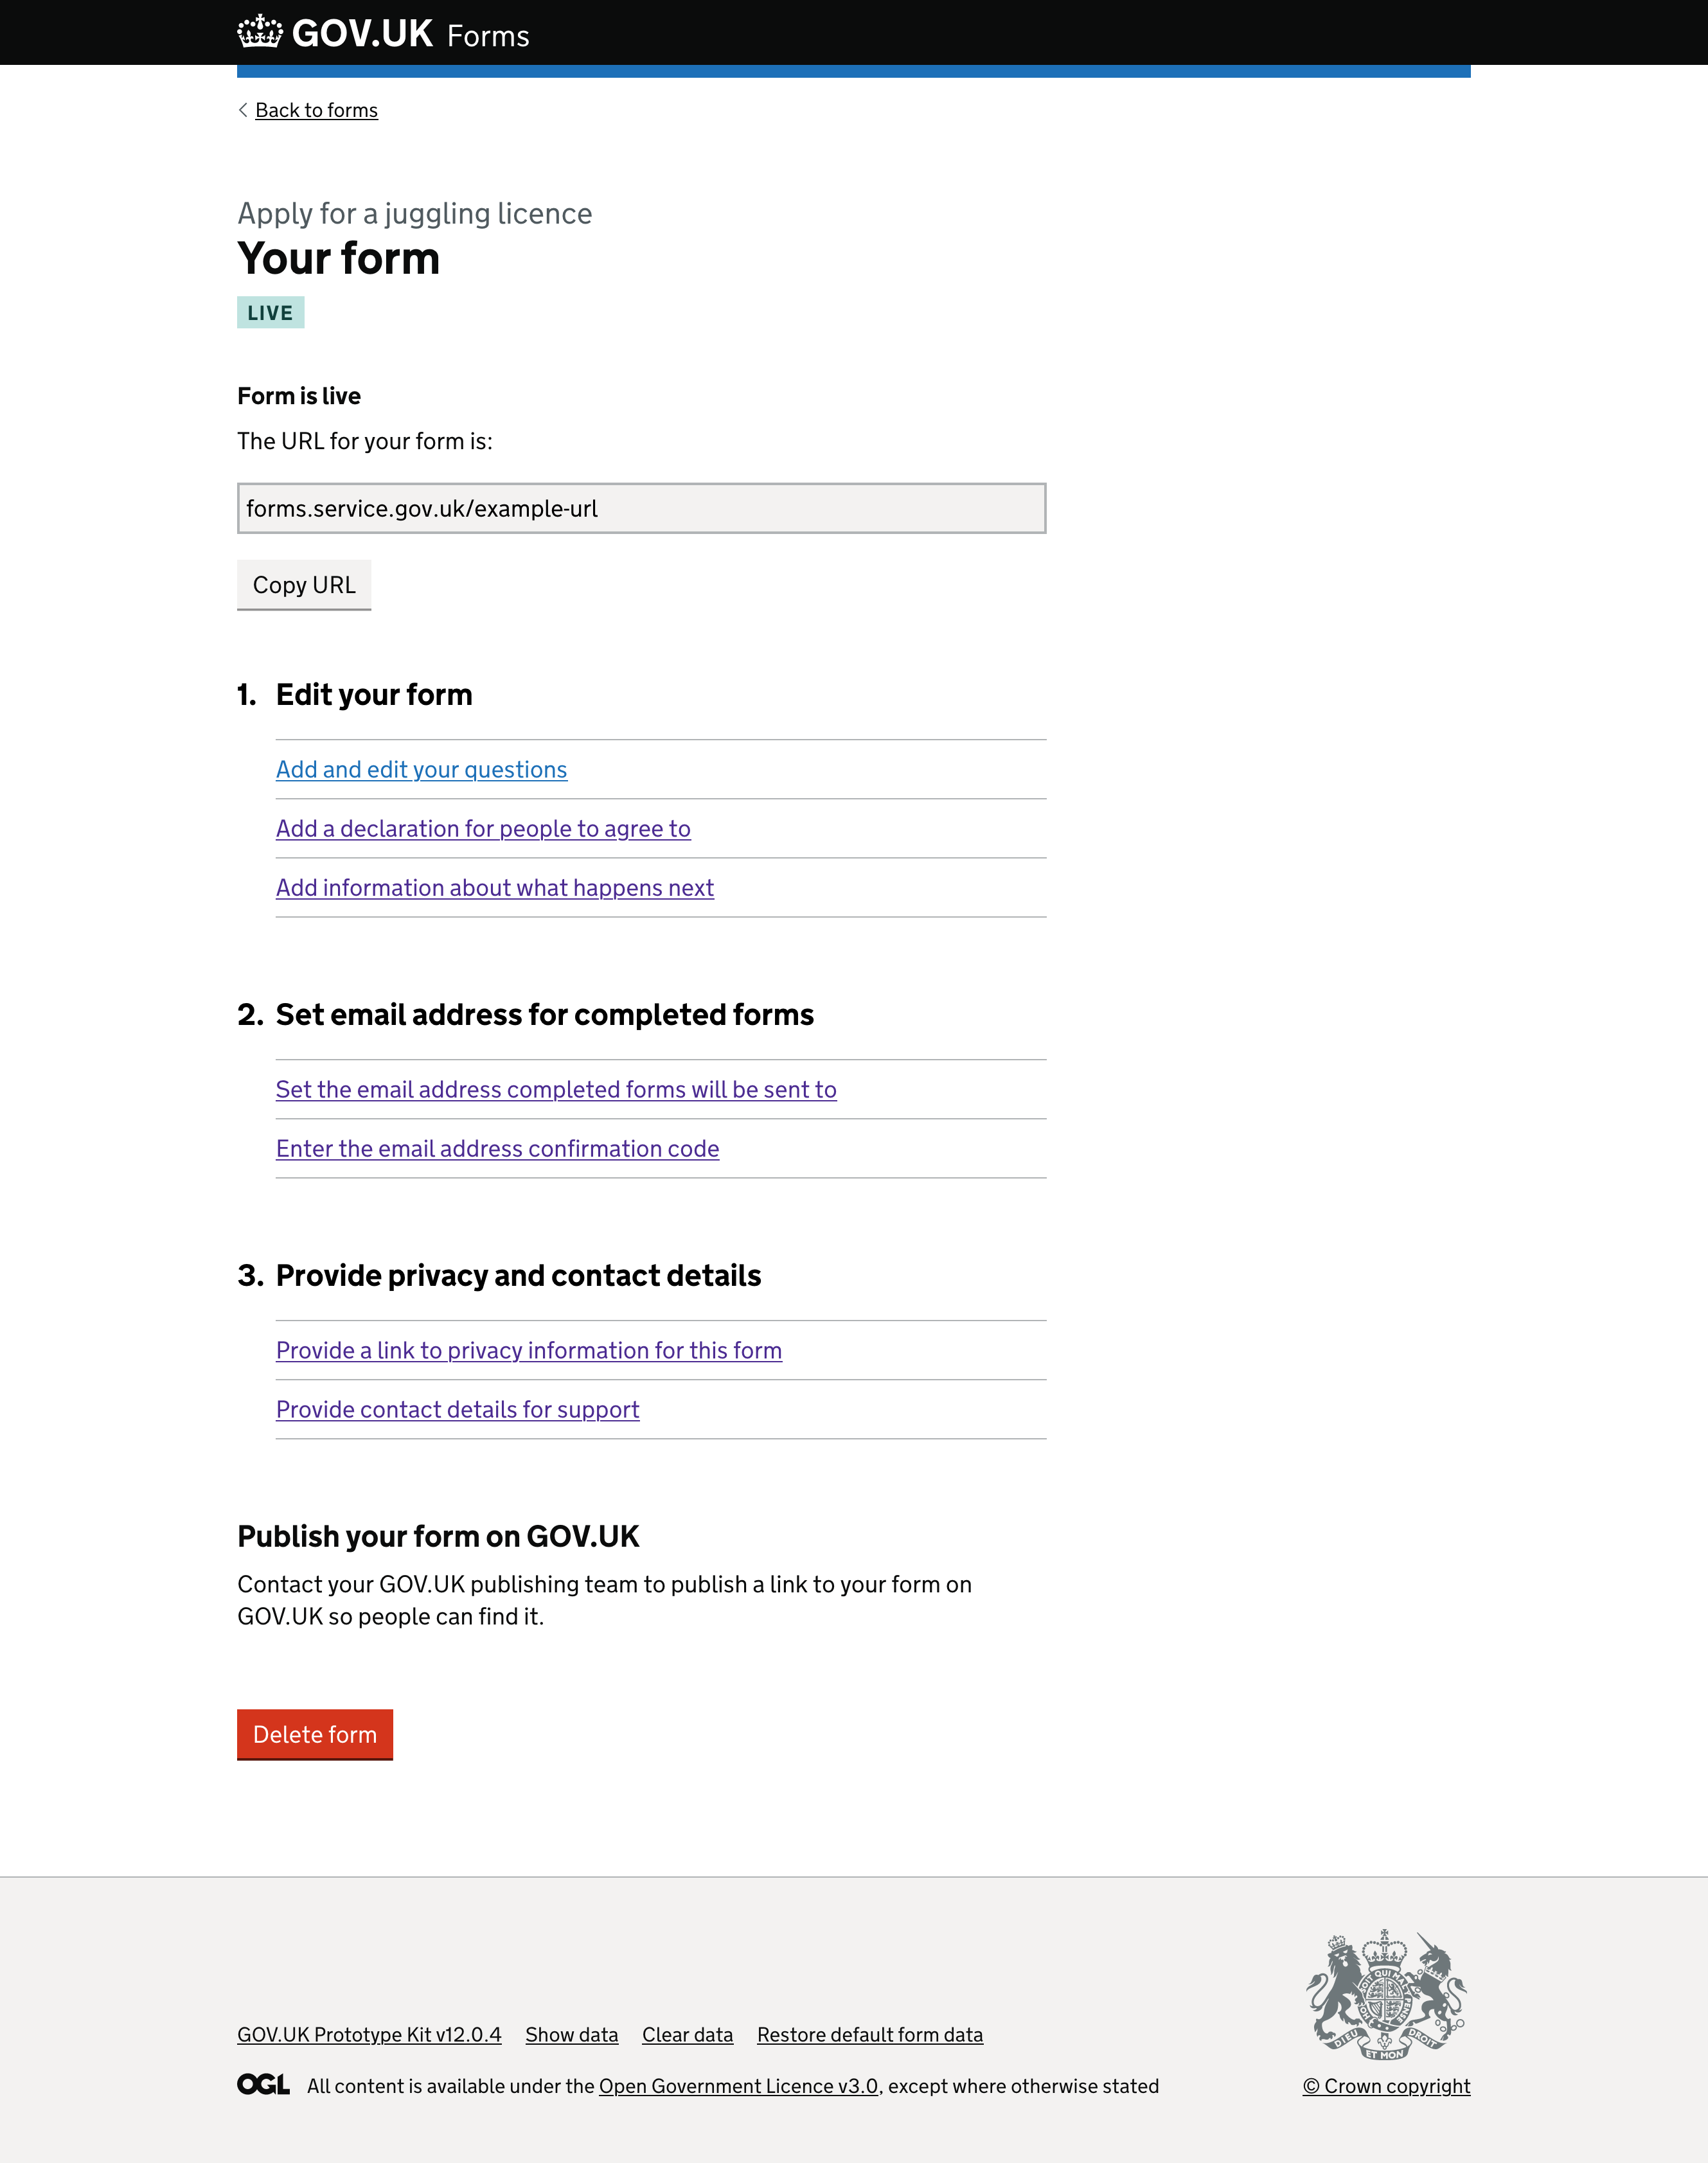 GOV.UK Forms
Back to forms
Apply for a juggling licence
Your form
LIVE
Form is live
The URL for your form is:
forms.service.gov.uk/example-url
Copy URL
1. Edit your form
Add and edit your questions
Add a declaration for people to agree to
Add information about what happens next
2. Set email address for completed forms
Set the email address completed forms will be sent to
Enter the email address confirmation code
3. Provide privacy and contact details
Provide a link to privacy information for this form
Provide contact details for support
Publish your form on GOV.UK
Contact your GOV.UK publishing team to publish a link to your form on
GOV.UK so people can find it.
Delete form
DIEU ET MON DROIT
GOV.UK Prototype Kit v12.0.4 Show data Clear data Restore default form data
OGL All content is available under the Open Government Licence v3.0, except where otherwise stated
© Crown copyright